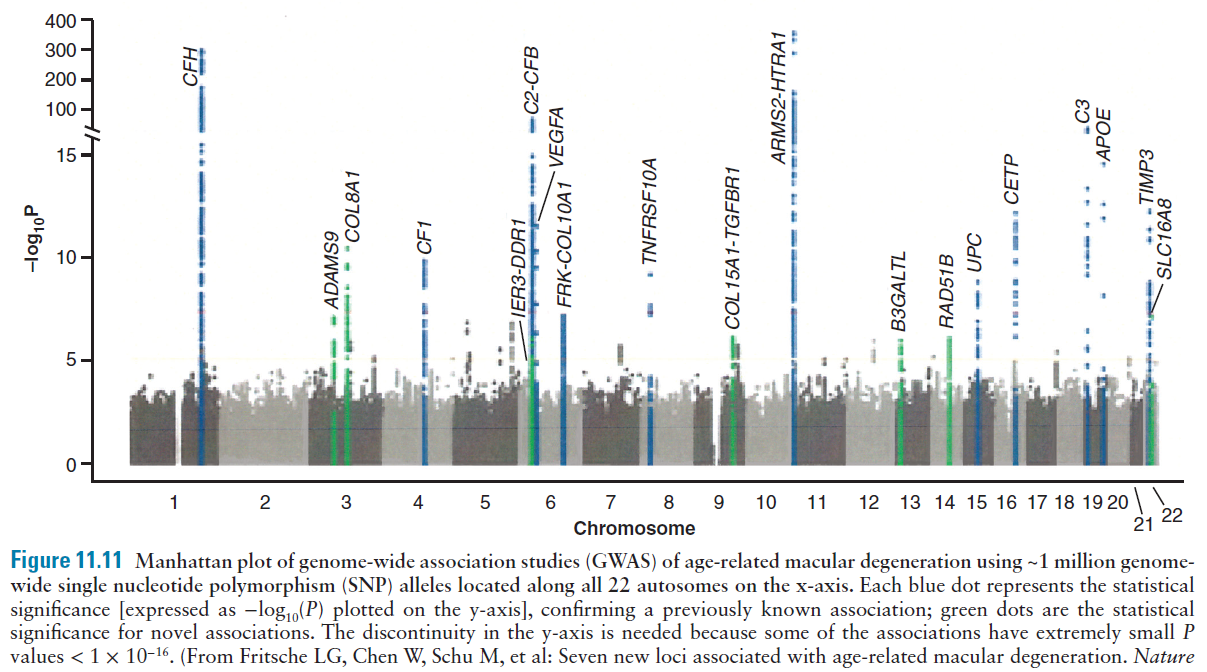 400
300
200
100
15
10
5
0
–log10P
CFH
ADAMS9
COL8A1
CF1
IER3-DDR1
C2-CFB
VEGFA
FRK-COL10A1
TNFRSF10A
COL15A1-TGFBR1
ARMS2-HTRA1
B3GALTL
RAD51B
UPC
CETP
C3
APOE
TIMP3
SLC16A8
1 2 3 4 5 6 7 8 9 10 11 12 13 14 15 16 17 18 19 20 21 22
Chromosome
Figure 11.11 Manhattan plot of genome-wide association studies (GWAS) of age-related macular degeneration using ~1 million genome-
wide single nucleotide polymorphism (SNP) alleles located along all 22 autosomes on the x-axis. Each blue dot represents the statistical
significance [expressed as −log10(P) plotted on the y-axis], confirming a previously known association; green dots are the statistical
significance for novel associations. The discontinuity in the y-axis is needed because some of the associations have extremely small P
values < 1 × 10−16. (From Fritsche LG, Chen W, Schu M, et al: Seven new loci associated with age-related macular degeneration. Nature